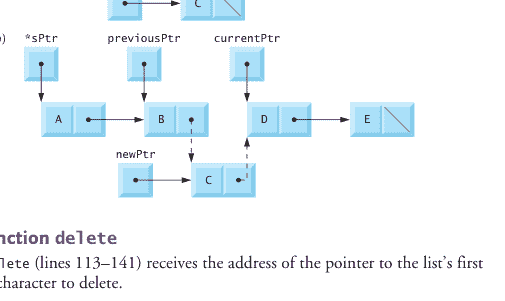 C
) *sPtr previousPtr currentPtr
A B D E
newPtr
C
nction delete
lete (lines 113–141) receives the address of the pointer to the list’s first
character to delete.